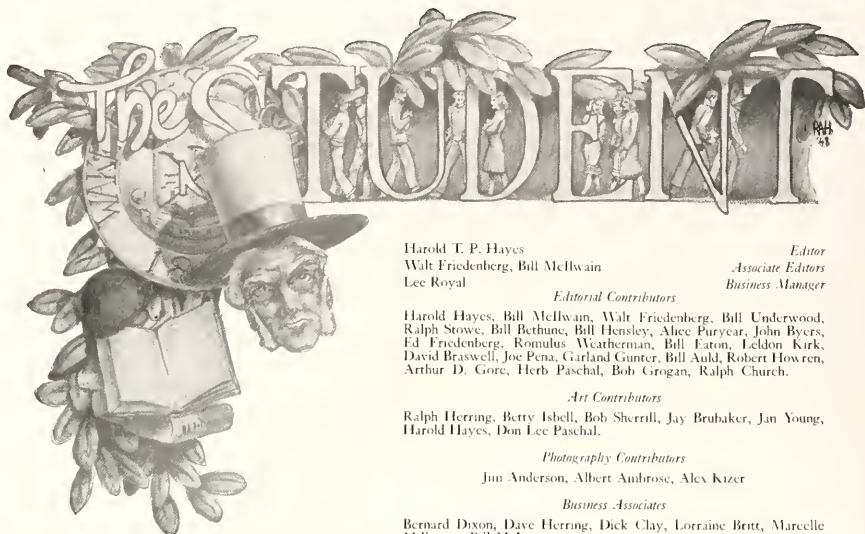 The STUDENT
WAKE
RAH
'48
Harold T. P. Hayes Editor
Walt Friedenberg, Bill McIlwain Associate Editors
Lee Royal Business Manager
Editorial Contributors
Harold Hayes, Bill McIlwain, Walt Friedenberg, Bill Underwood,
Ralph Stowe, Bill Bethune, Bill Hensley, Alice Puryear, John Byers,
Ed Friedenberg, Romulus Weatherman, Bill Eaton, Leldon Kirk,
David Braswell, Joe Pena, Garland Gunter, Bill Auld, Robert Howren,
Arthur D. Gore, Herb Paschal, Bob Grogan, Ralph Church.
Art Contributors
Ralph Herring, Betty Isbell, Bob Sherrill, Jay Brubaker, Jan Young,
Harold Hayes, Don Lee Paschal.
Photography Contributors
Jim Anderson, Albert Ambrose, Alex Kizer
Business Associates
Bernard Dixon, Dave Herring, Dick Clay, Lorraine Britt, Marcelle